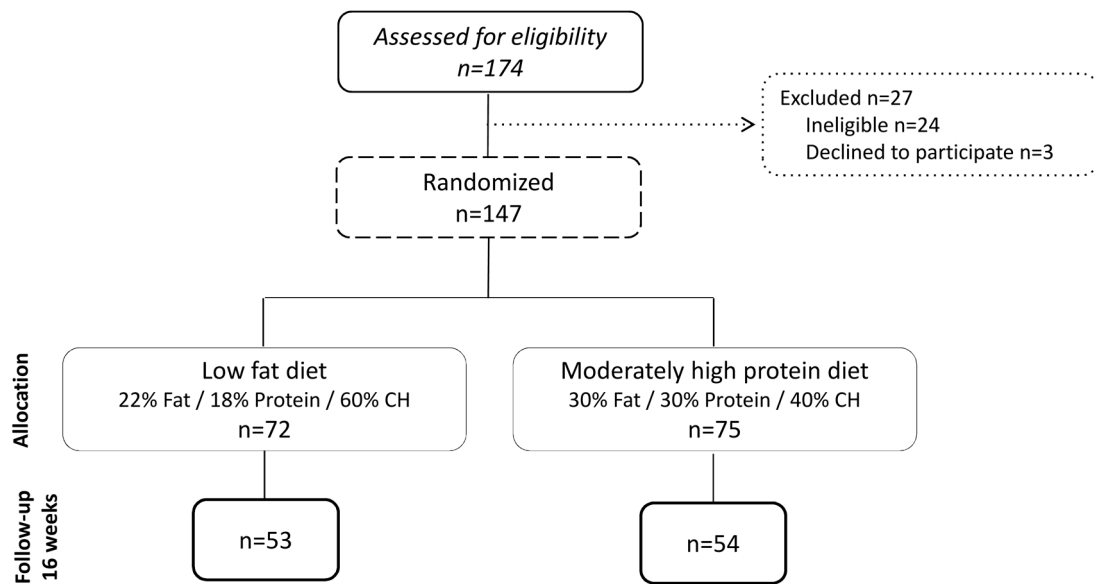 Assessed for eligibility
n=174
Excluded n=27
Ineligible n=24
Declined to participate n=3
Randomized
n=147
Allocation
Low fat diet
22% Fat / 18% Protein / 60% CH
n=72
Moderately high protein diet
30% Fat / 30% Protein / 40% CH
n=75
Follow-up
16 weeks
n=53
n=54